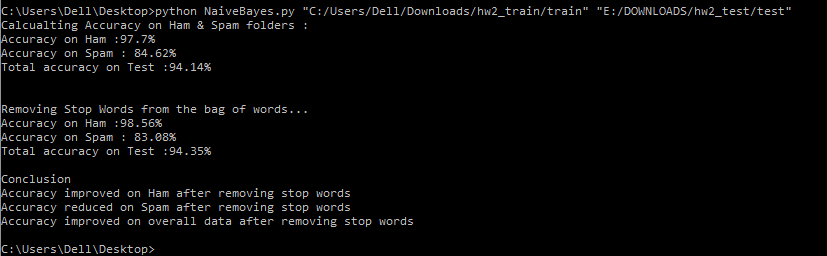 C:\Users\Dell\Desktop>python NaiveBayes.py "C:/Users/Dell/Downloads/hw2_train/train" "E:/DOWNLOADS/hw2_test/test"
Calcualting Accuracy on Ham & Spam folders :
Accuracy on Ham :97.7%
Accuracy on Spam : 84.62%
Total accuracy on Test :94.14%
Removing Stop Words from the bag of words...
Accuracy on Ham :98.56%
Accuracy on Spam : 83.08%
Total accuracy on Test :94.35%
Conclusion
Accuracy improved on Ham after removing stop words
Accuracy reduced on Spam after removing stop words
Accuracy improved on overall data after removing stop words
C:\Users\Dell\Desktop>